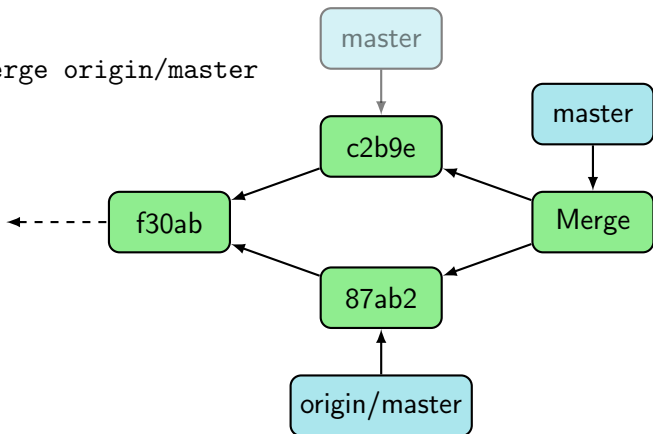 master
erge origin/master
master
c2b9e
f30ab
Merge
87ab2
origin/master